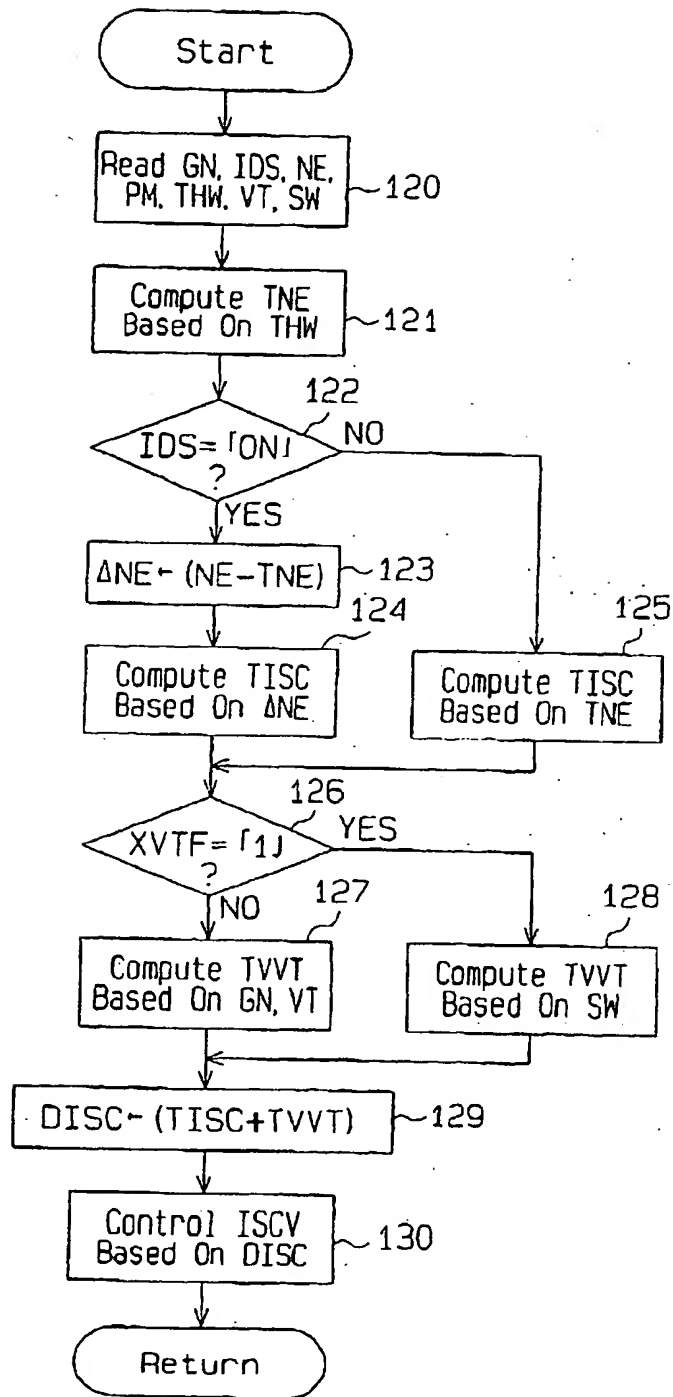 Start
Read GN, IDS, NE,
PM, THW, VT, SW
120
Compute TNE
Based On THW
121
122
IDS=「ON」
?
NO
YES
ΔNE←(NE−TNE)
123
124
Compute TISC
Based On ΔNE
125
Compute TISC
Based On TNE
126
XVTF=「1」
?
YES
NO
127
Compute TVVT
Based On GN, VT
128
Compute TVVT
Based On SW
DISC←(TISC+TVVT)
129
Control ISCV
Based On DISC
130
Return